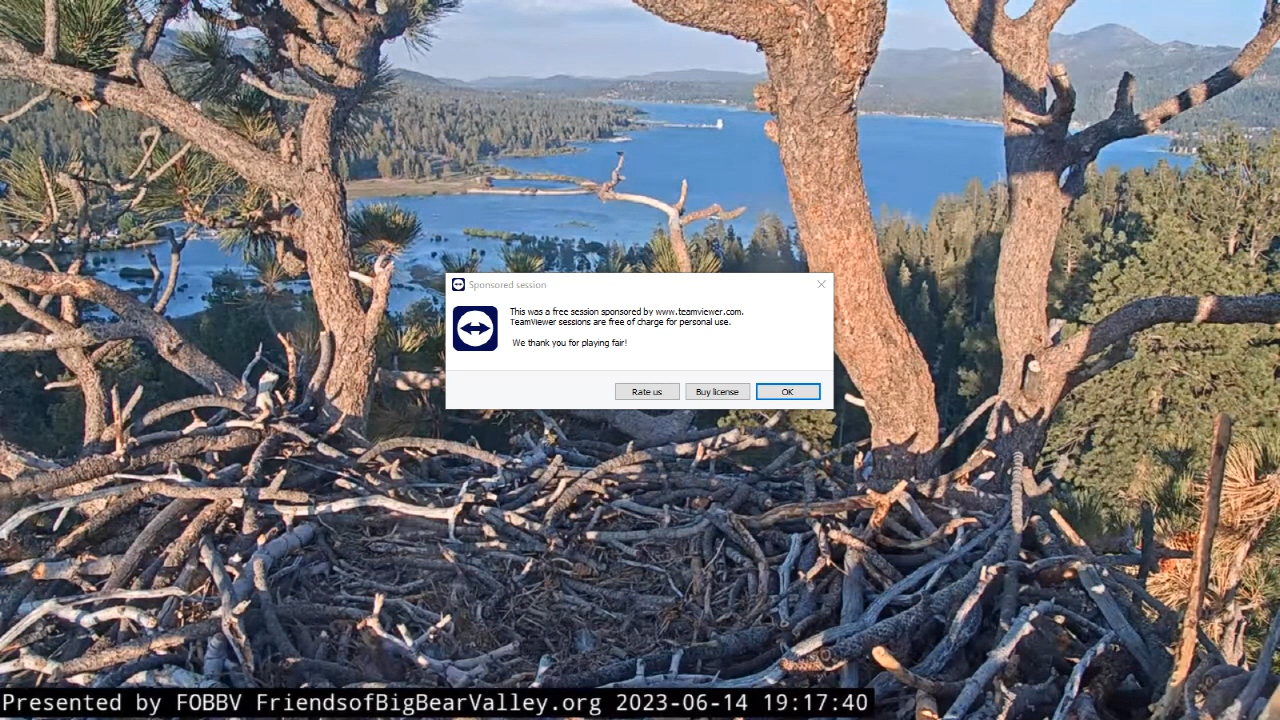 Sponsored session
This was a free session sponsored by www.teamviewer.com.
TeamViewer sessions are free of charge for personal use.
We thank you for playing fair!
Rate us
Buy license
OK
Presented by FOBBV FriendsofBigBearValley.org 2023-06-14 19:17:40